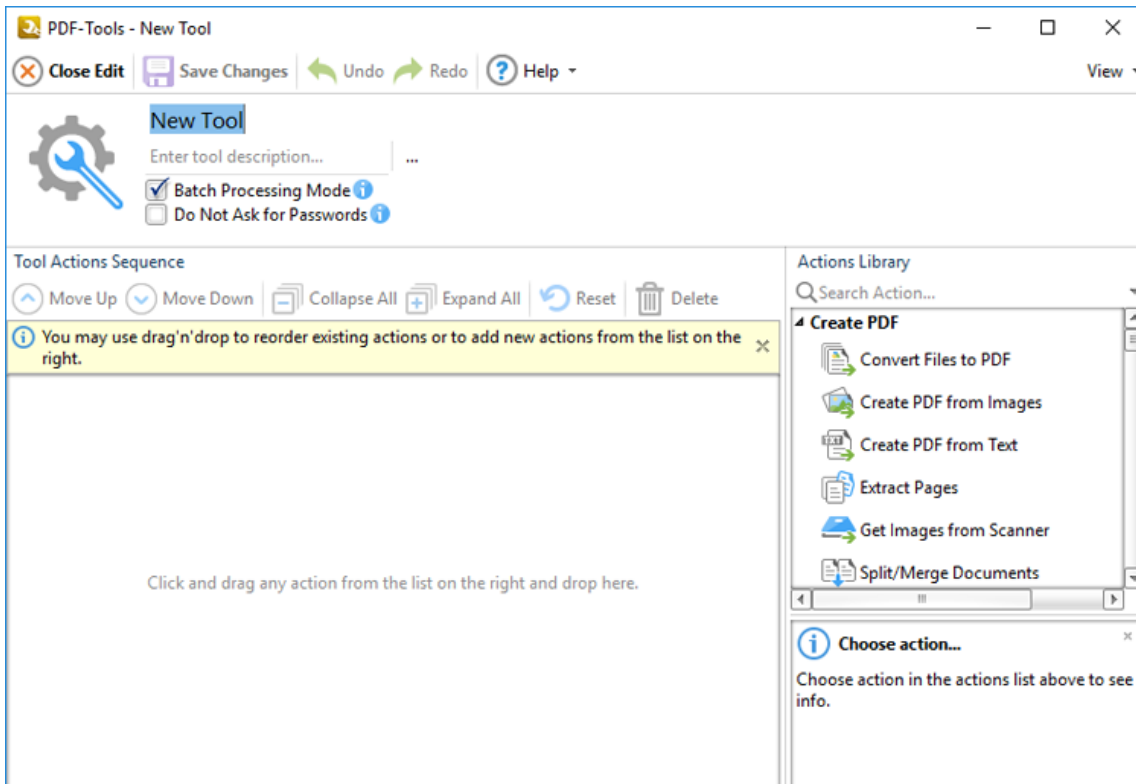 PDF-Tools - New Tool
Close Edit Save Changes Undo Redo ? Help View
New Tool
Enter tool description... ...
Batch Processing Mode i
Do Not Ask for Passwords i
Tool Actions Sequence
Move Up Move Down Collapse All Expand All Reset Delete
i You may use drag'n'drop to reorder existing actions or to add new actions from the list on the
right.
Click and drag any action from the list on the right and drop here.
Actions Library
Search Action...
Create PDF
Convert Files to PDF
Create PDF from Images
TXT Create PDF from Text
Extract Pages
Get Images from Scanner
Split/Merge Documents
i Choose action...
Choose action in the actions list above to see
info.